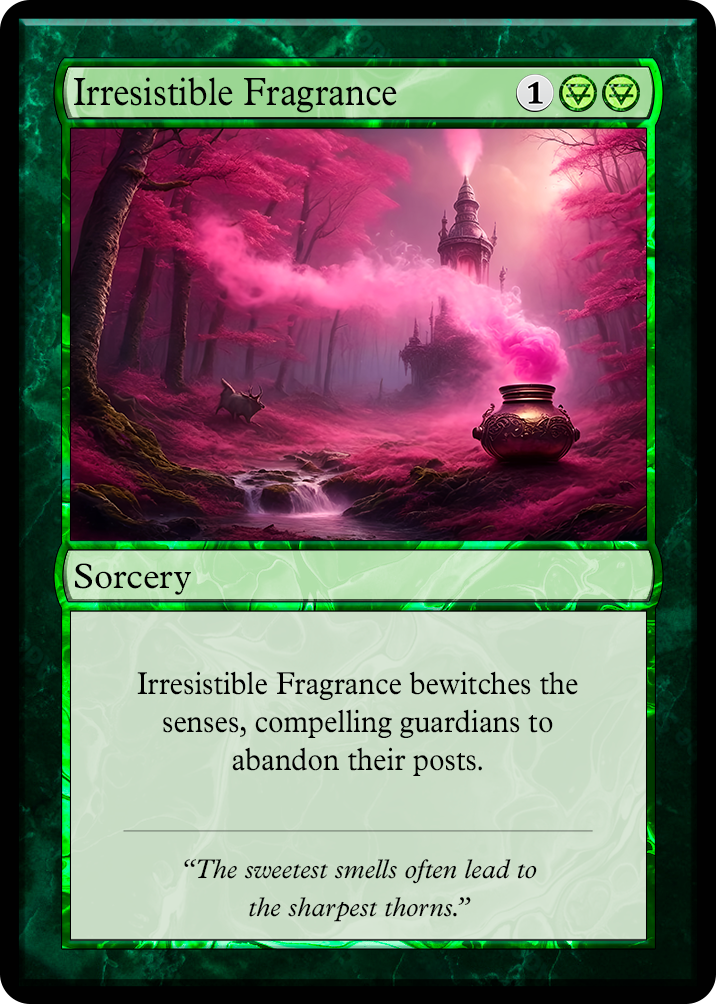 Irresistible Fragrance 1
Sorcery
Irresistible Fragrance bewitches the
senses, compelling guardians to
abandon their posts.
“The sweetest smells often lead to
the sharpest thorns.”